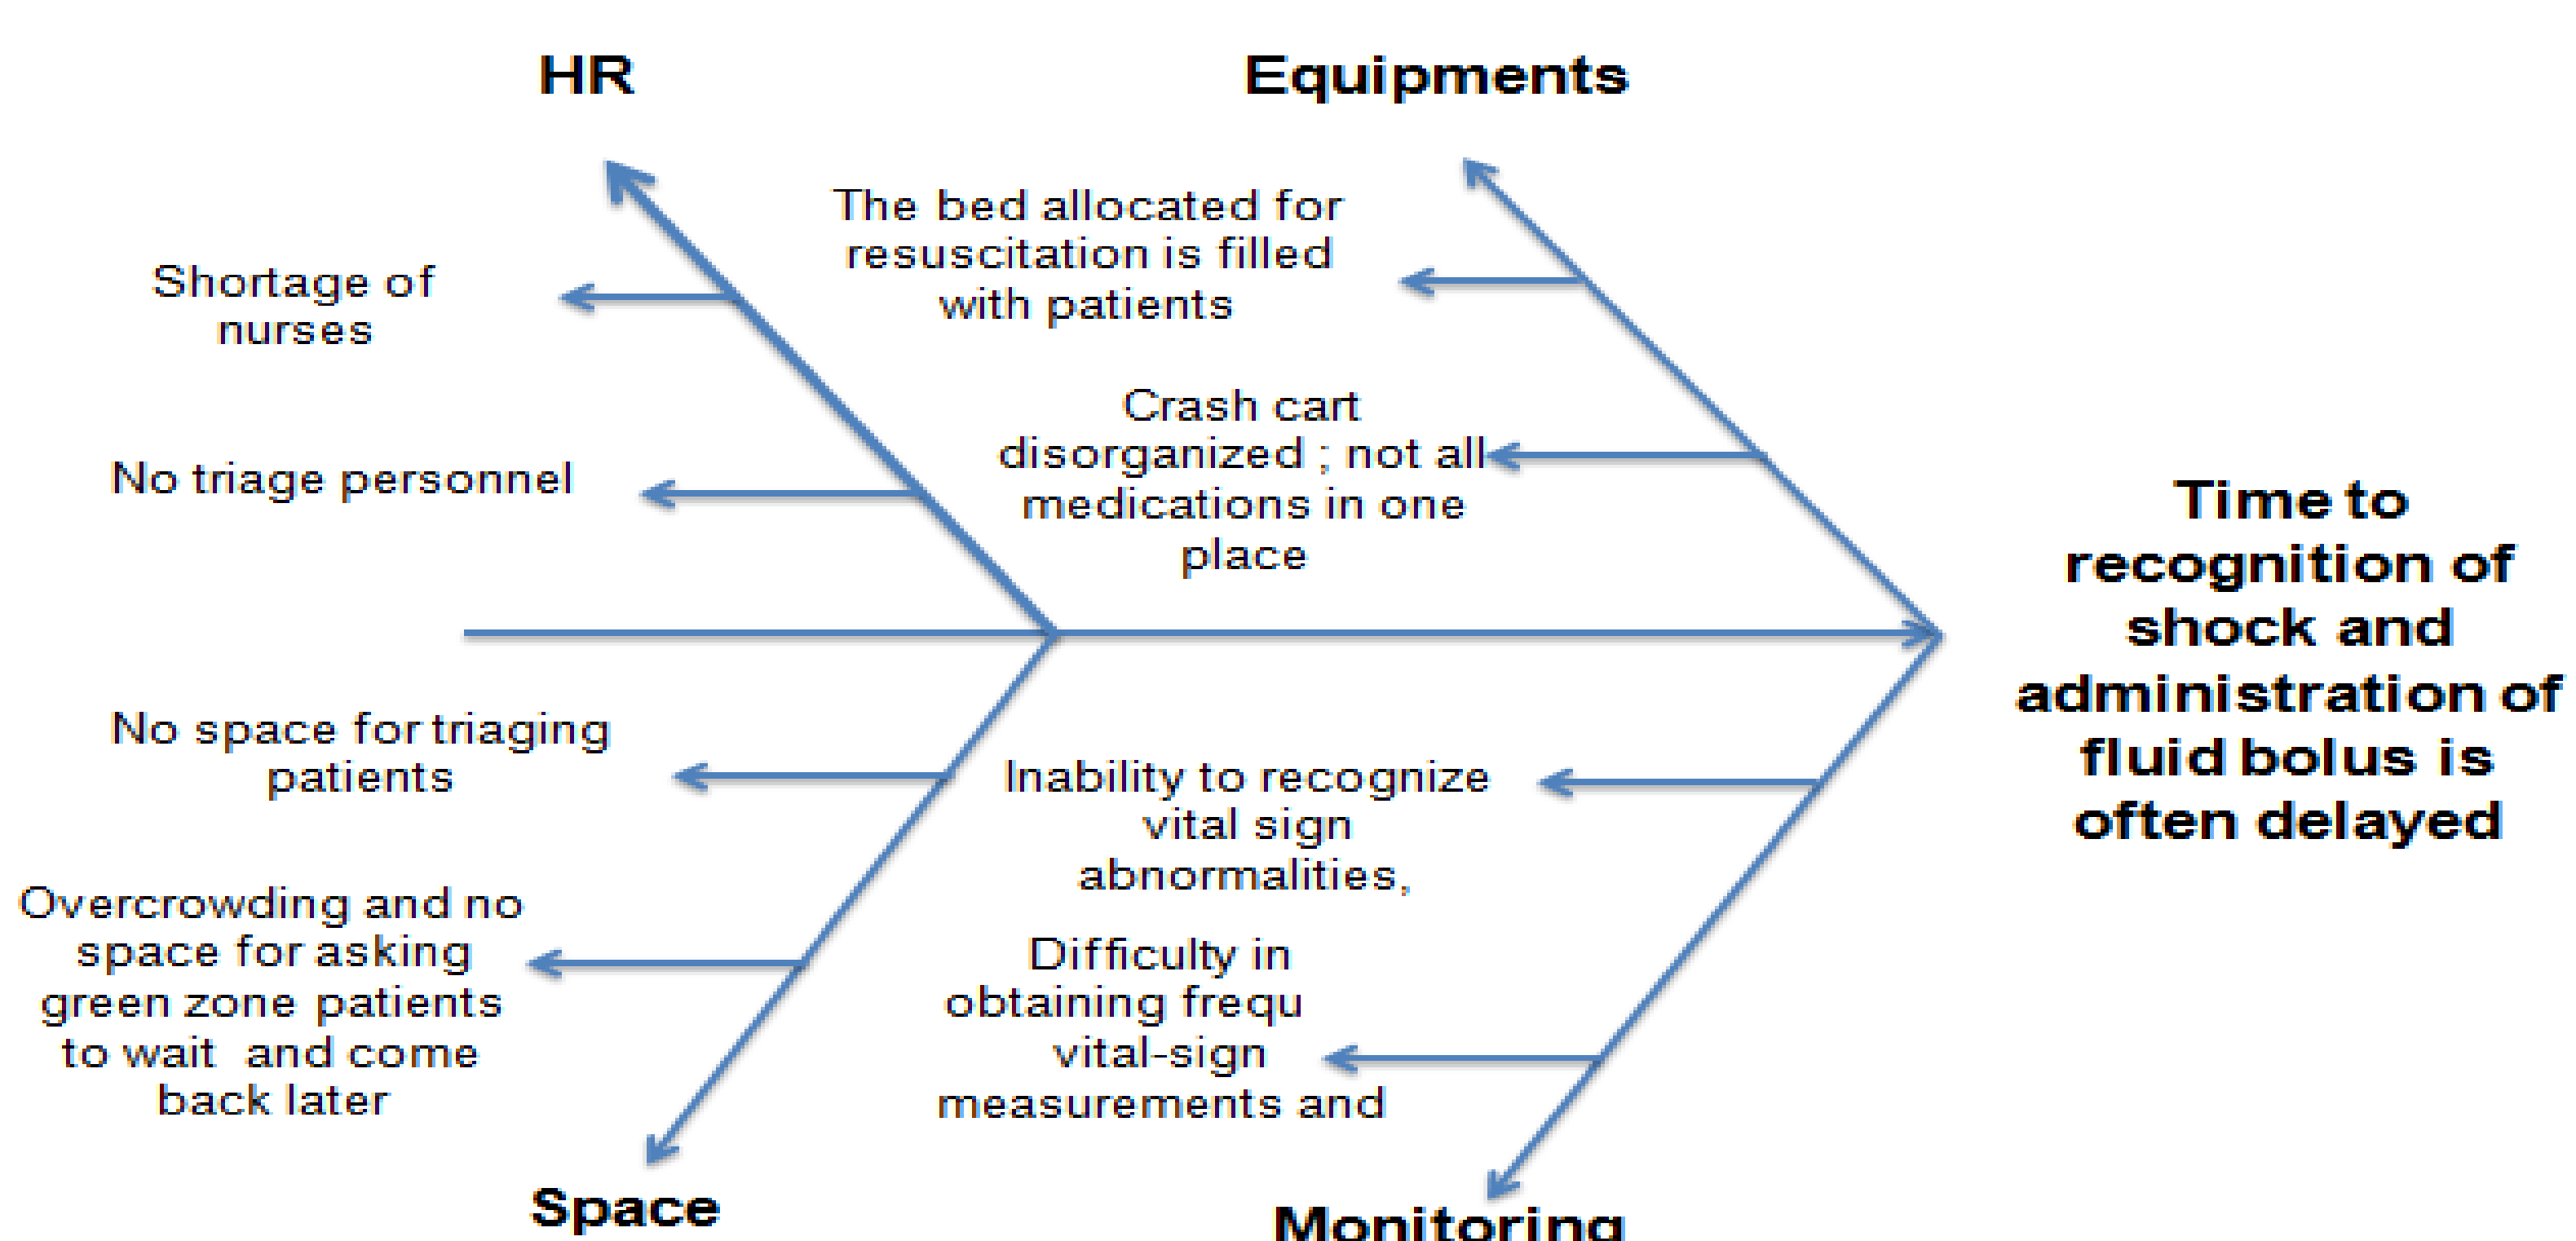 HR
Equipments
The bed allocated for
resuscitation is filled
with patients
Shortage of
nurses
Crash cart
disorganized ; not all
medications in one
place
No triage personnel
Time to
recognition of
shock and
administration of
fluid bolus is
often delayed
No space for triaging
patients
Inability to recognize
vital sign
abnormalities,
Overcrowding and no
space for asking
green zone patients
to wait and come
back later
Difficulty in
obtaining frequ
vital-sign
measurements and
Space
Monitoring